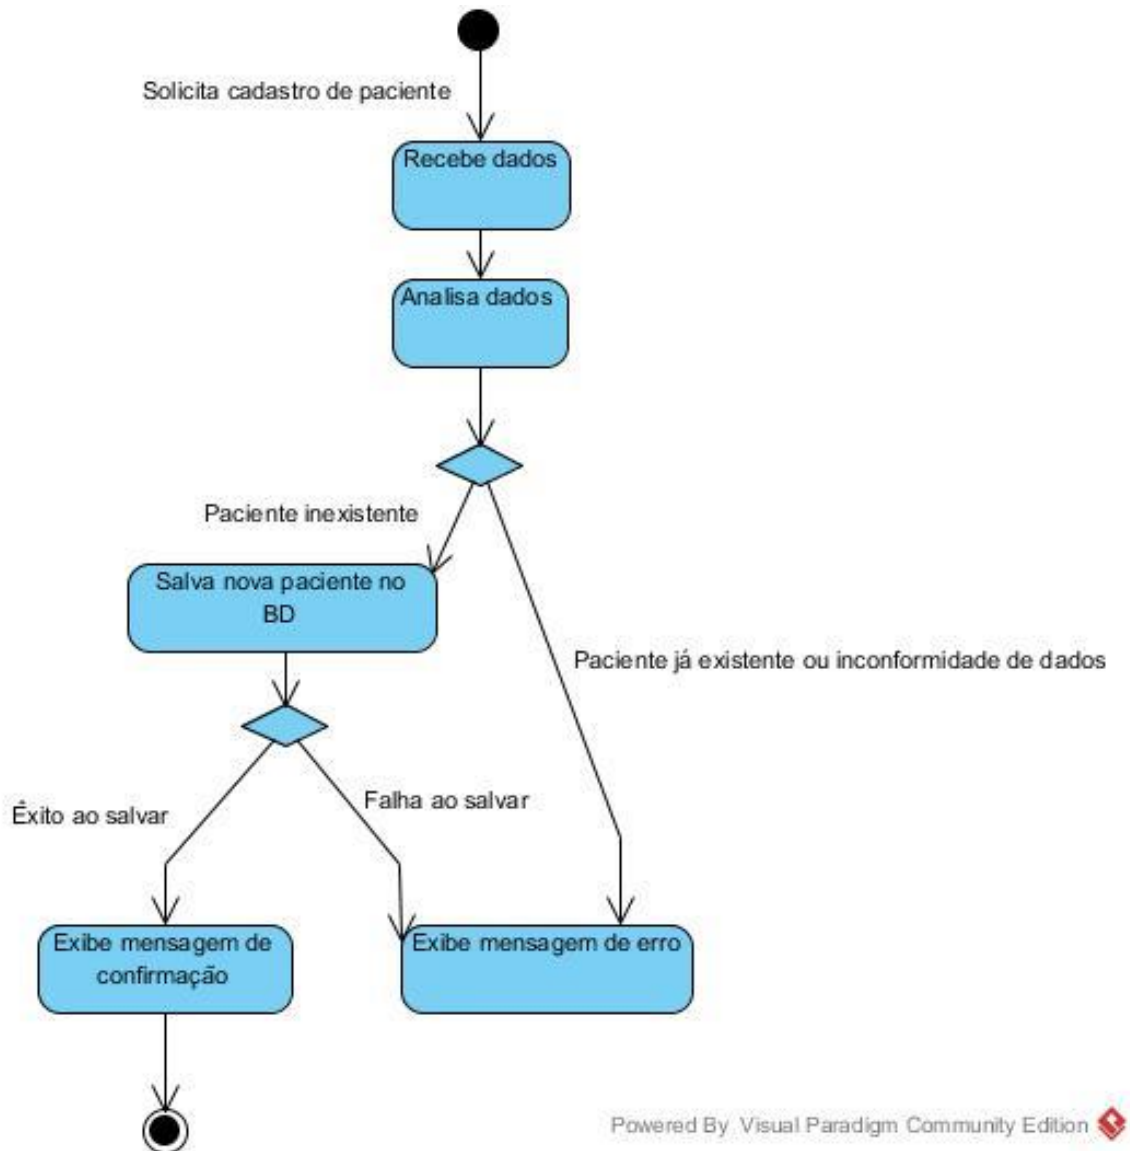 Solicita cadastro de paciente
Recebe dados
Analisa dados
Paciente inexistente
Salva nova paciente no
BD
Paciente já existente ou inconformidade de dados
Êxito ao salvar
Falha ao salvar
Exibe mensagem de
confirmação
Exibe mensagem de erro
Powered By Visual Paradigm Community Edition